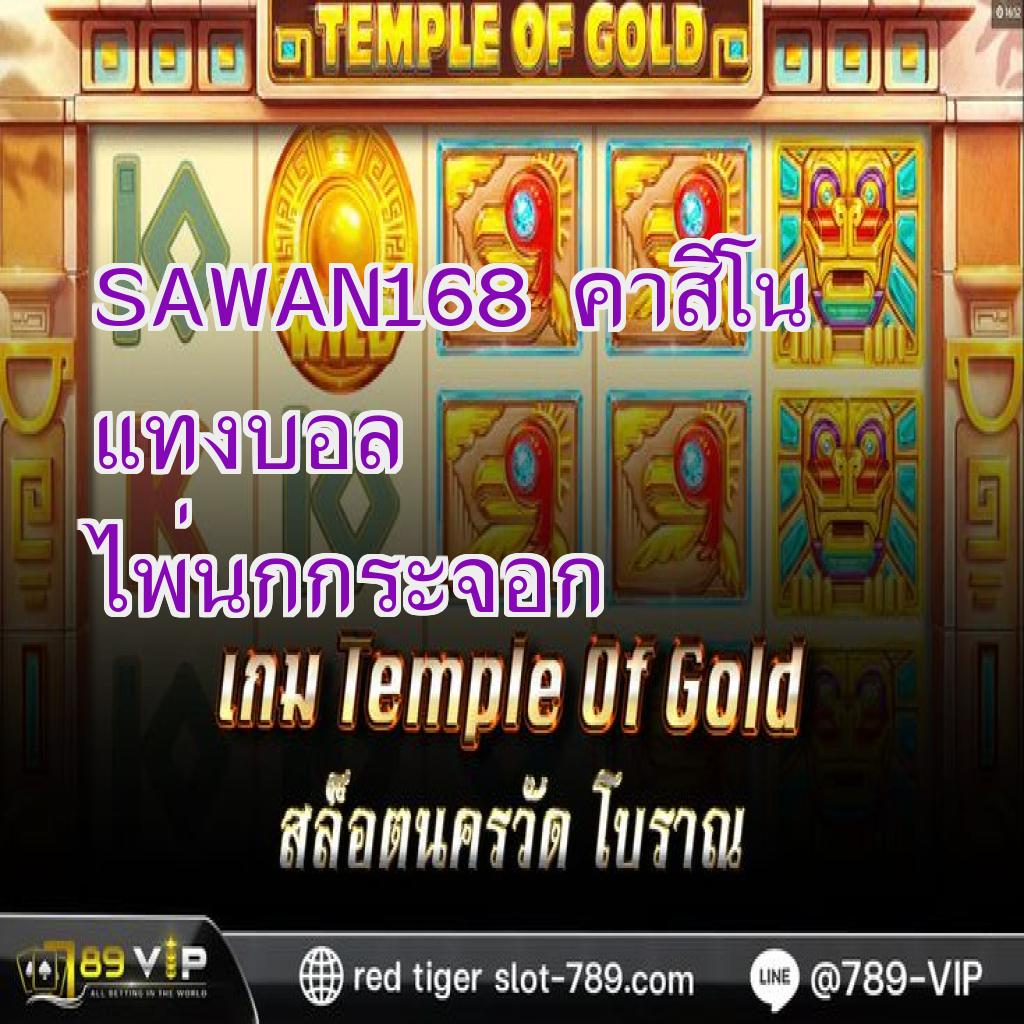 TEMPLE OF GOLD
WILD
SAWAN168 คาสิโน
แทงบอล
ไพ่นกกระจอก
เกม Temple Of Gold
สล็อตนครวัด โบราณ
789 VIP
ALL BETTING IN THE WORLD
red tiger slot-789.com
LINE @789-VIP